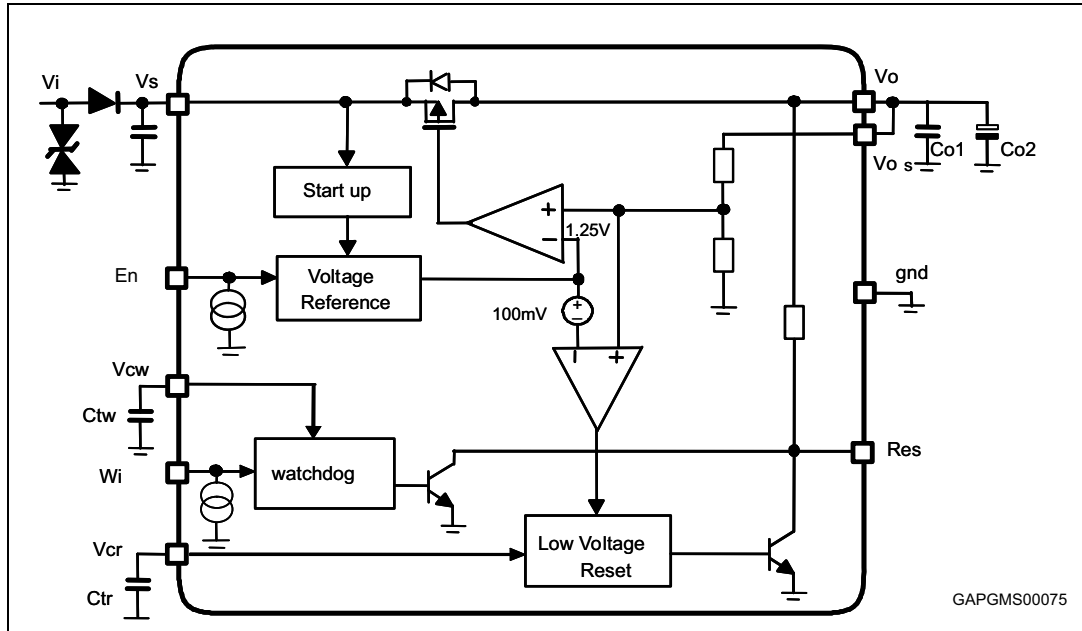 Vi
Vs
Vo
Co1
Co2
Vo s
Start up
+
1.25V
−
En
Voltage
Reference
gnd
+
−
100mV
Vcw
− +
Ctw
Res
Wi
watchdog
Vcr
Low Voltage
Reset
Ctr
GAPGMS00075